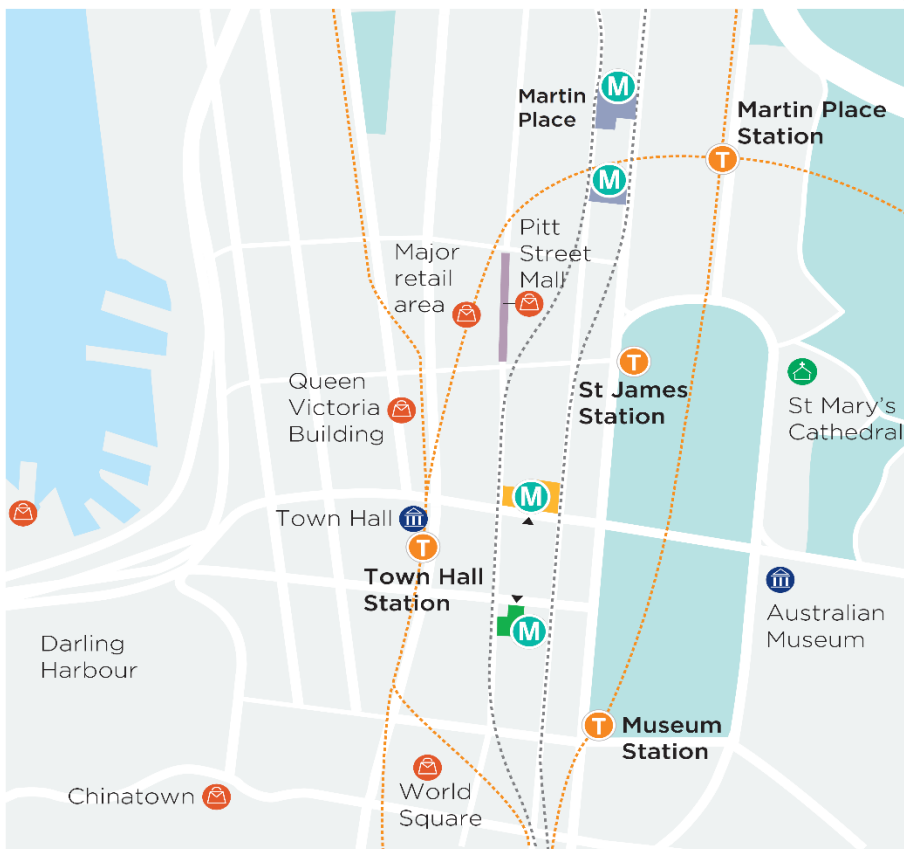 M
Martin
Place
Martin Place
Station
T
M
Pitt
Street
Mall
Major
retail
area
T
St James
Station
Queen
Victoria
Building
St Mary's
Cathedral
M
Town Hall
T
Town Hall
Station
Australian
Museum
M
Darling
Harbour
T
Museum
Station
World
Square
Chinatown